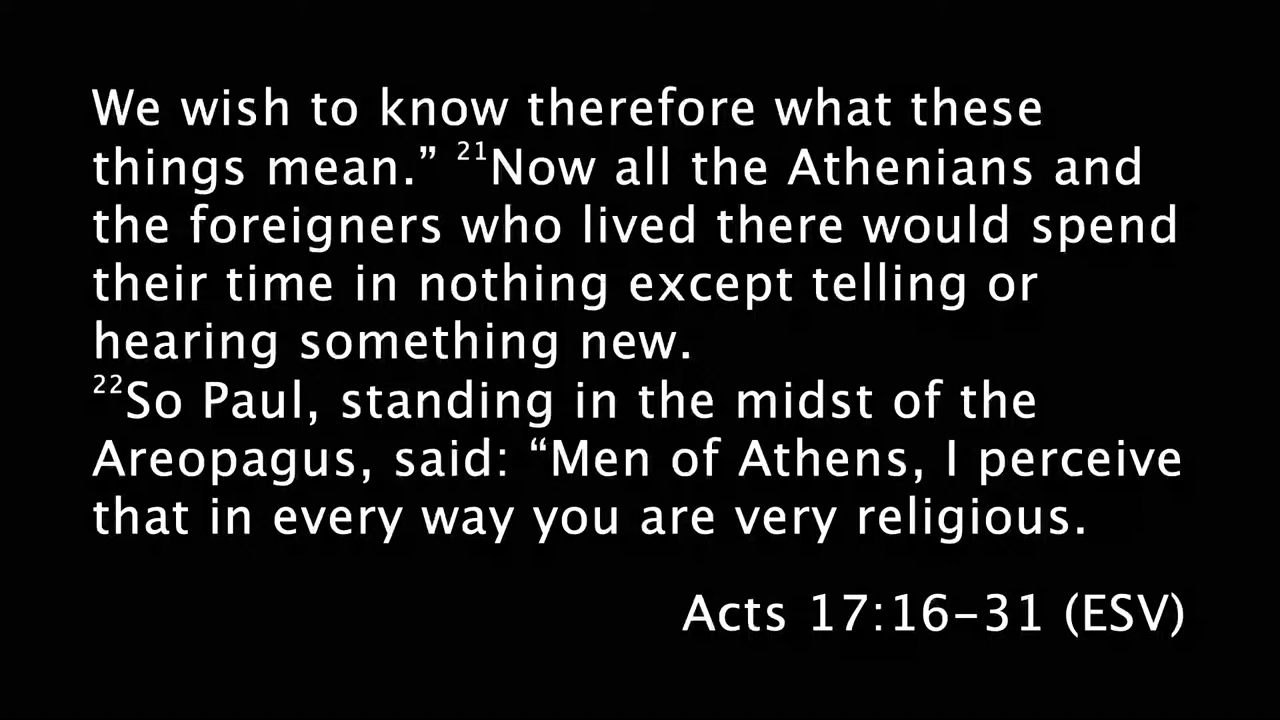 We wish to know therefore what these
things mean.” ²¹Now all the Athenians and
the foreigners who lived there would spend
their time in nothing except telling or
hearing something new.
²²So Paul, standing in the midst of the
Areopagus, said: “Men of Athens, I perceive
that in every way you are very religious.
Acts 17:16–31 (ESV)